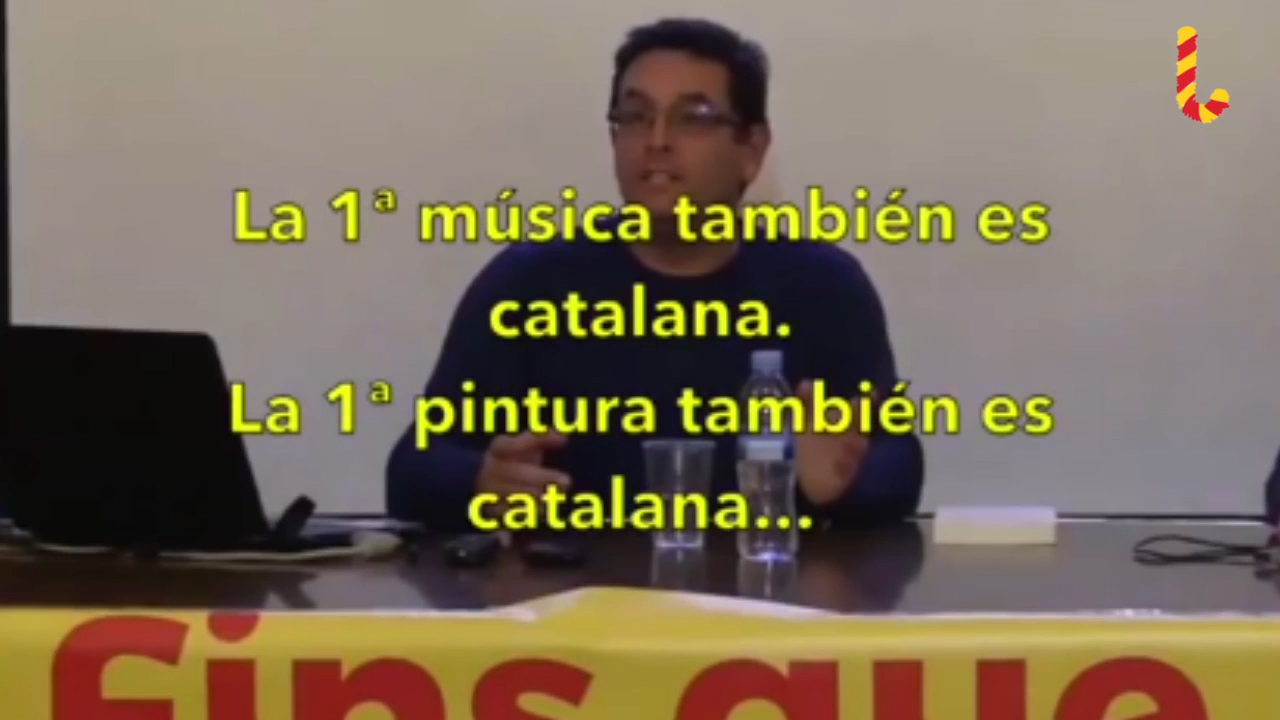 La 1ª música también es
catalana.
La 1ª pintura también es
catalana...
fins que